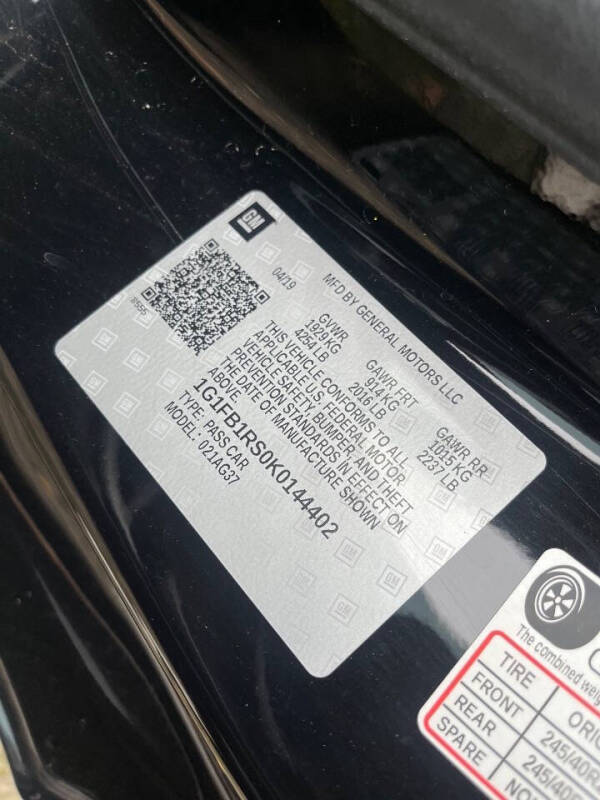 GM
04/19
MFD BY GENERAL MOTORS LLC
GVWR
1929 KG
4254 LB
GAWR FRT
914 KG
2016 LB
GAWR RR
1015 KG
2237 LB
THIS VEHICLE CONFORMS TO ALL
APPLICABLE U.S. FEDERAL MOTOR
VEHICLE SAFETY, BUMPER, AND THEFT
PREVENTION STANDARDS IN EFFECT ON
THE DATE OF MANUFACTURE SHOWN
ABOVE.
1G1FB1RS0K0144402
TYPE: PASS CAR
MODEL: 021AG37
The combined
TIRE
FRONT
REAR
SPARE
245/40R